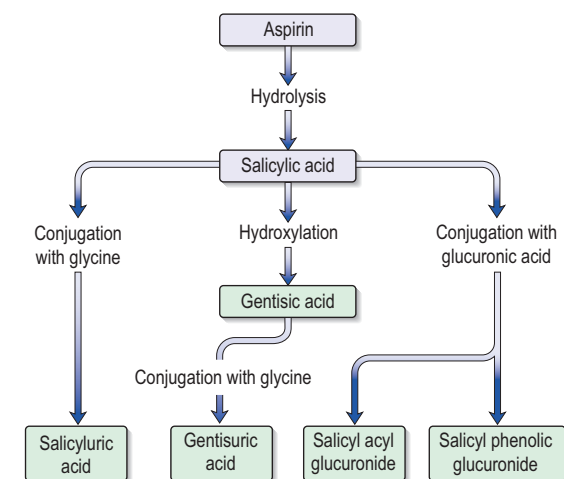 Aspirin
Hydrolysis
Salicylic acid
Conjugation
with glycine
Hydroxylation
Conjugation with
glucuronic acid
Gentisic acid
Conjugation with glycine
Salicyluric
acid
Gentisuric
acid
Salicyl acyl
glucuronide
Salicyl phenolic
glucuronide